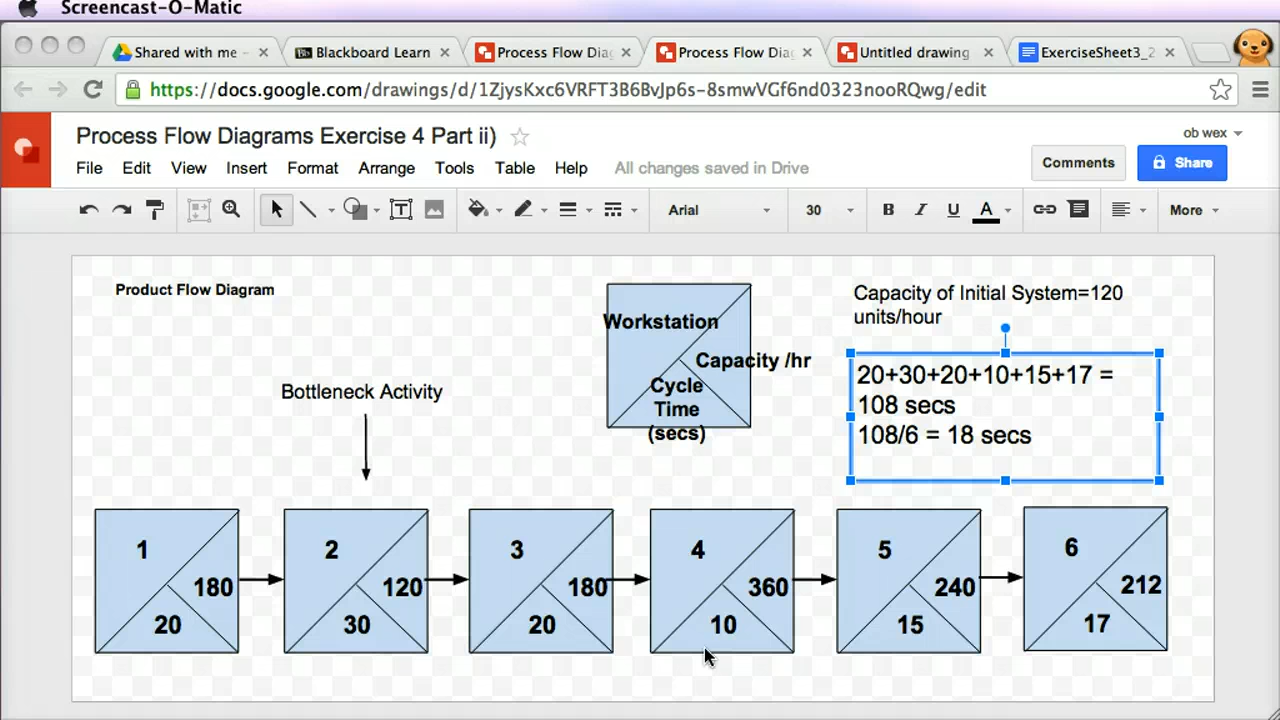 Screencast-O-Matic
Shared with me -
Blackboard Learn
Process Flow Dia
Process Flow Dia
Untitled drawing
ExerciseSheet3_2
https://docs.google.com/drawings/d/1ZjysKxc6VRFT3B6BvJp6s-8smwVGf6nd0323nooRQwg/edit
Process Flow Diagrams Exercise 4 Part ii)
ob wex
File Edit View Insert Format Arrange Tools Table Help All changes saved in Drive
Comments
Share
Arial 30 B I U A More
Product Flow Diagram
Workstation
Capacity /hr
Cycle
Time
(secs)
Capacity of Initial System=120
units/hour
20+30+20+10+15+17 =
108 secs
108/6 = 18 secs
Bottleneck Activity
1 180 20
2 120 30
3 180 20
4 360 10
5 240 15
6 212 17